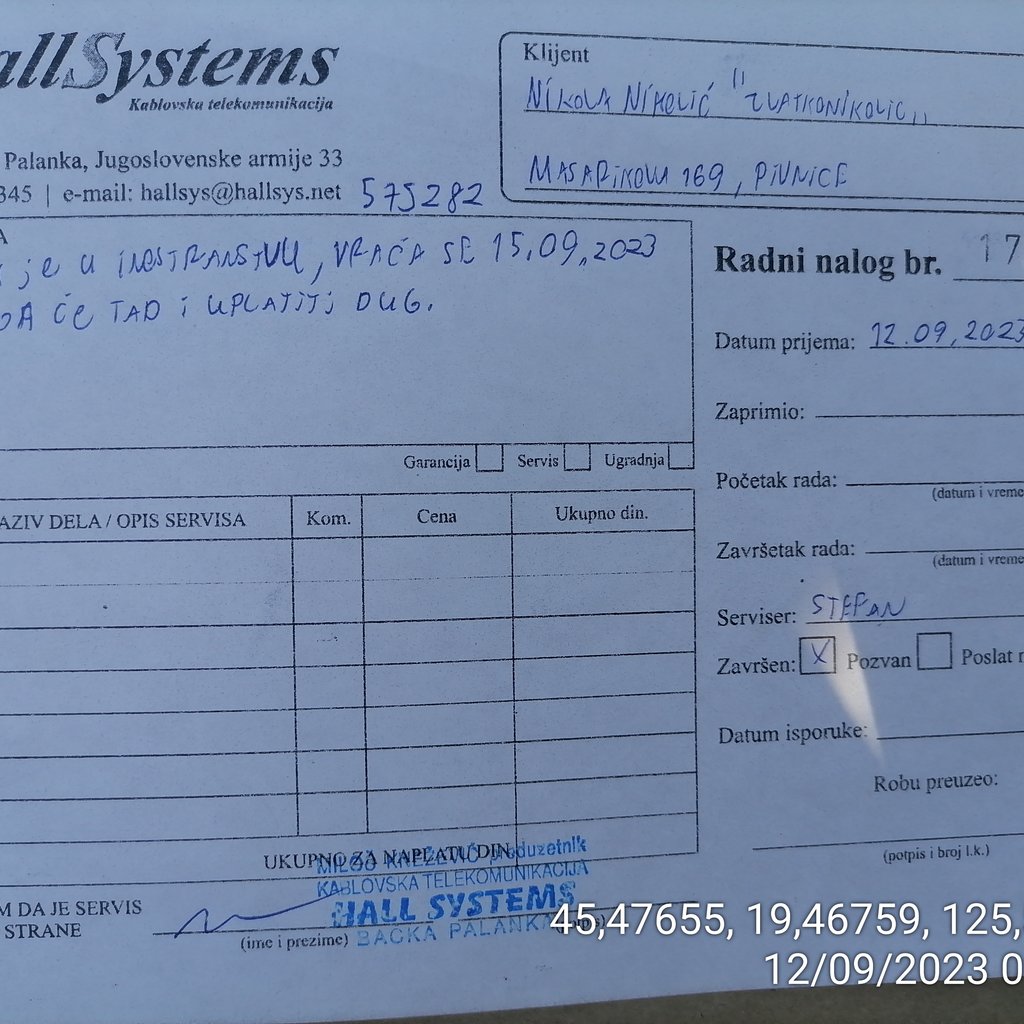 allSystems
Kablovska telekomunikacija
Palanka, Jugoslovenske armije 33
345 | e-mail: hallsys@hallsys.net 575282
Klijent
NIKOLA NIKOLIĆ "ZLATKONIKOLIC"
MASARIKOVA 169, PIVNICE
A
je u INOSTRANSTVU, VRAĆA SE 15.09.2023
ĆE TAD i UPLATITI DUG.
Garancija Servis Ugradnja
Radni nalog br. 17
Datum prijema: 12.09.2023
Zaprimio:
Početak rada:
(datum i vreme
Završetak rada:
(datum i vreme
Serviser: STEFAN
Završen: X Pozvan Poslat
Datum isporuke:
Robu preuzeo:
(potpis i broj l.k.)
AZIV DELA / OPIS SERVISA Kom. Cena Ukupno din.
UKUPNO ZA NAPLATU DIN
MILOŠ KNEŽEVIĆ preduzetnik
KABLOVSKA TELEKOMUNIKACIJA
HALL SYSTEMS
BAČKA PALANKA
M DA JE SERVIS
STRANE
(ime i prezime)
45,47655, 19,46759, 125,
12/09/2023 0